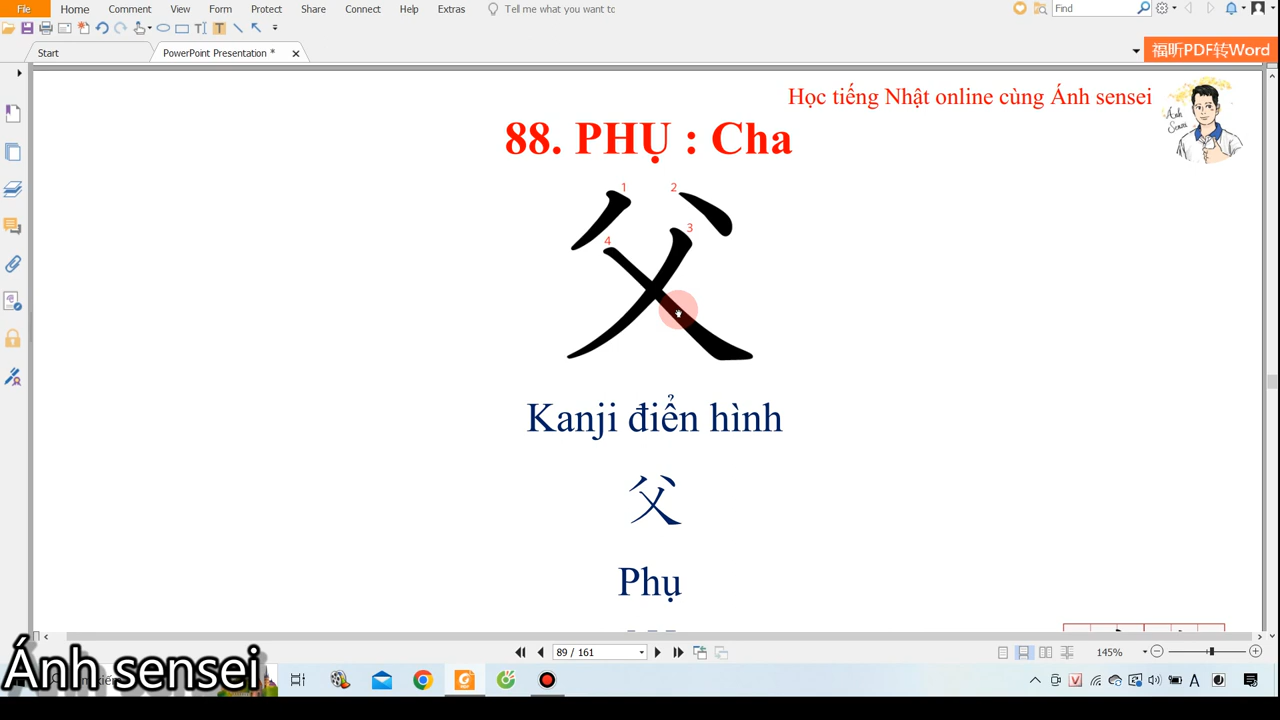 File Home Comment View Form Protect Share Connect Help Extras Tell me what you want to Find
Start PowerPoint Presentation * 福昕PDF转Word
Học tiếng Nhật online cùng Ánh sensei
Ánh
Sensei
88. PHỤ : Cha
1 2
3
4
父
Kanji điển hình
父
Phụ
89 / 161
145%
Ánh sensei